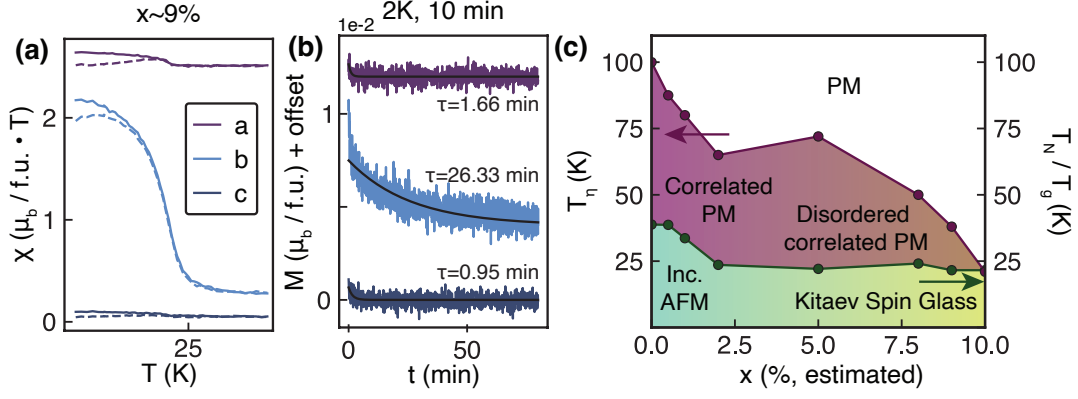 x~9%
2K, 10 min
(a)
(b)
(c)
1e-2
Χ (μb / f.u. • T)
2
1
0
a
b
c
25
T (K)
M (μb / f.u.) + offset
1
0
τ=1.66 min
τ=26.33 min
τ=0.95 min
0
50
t (min)
Tη (K)
100
75
50
25
PM
Correlated
PM
Disordered
correlated PM
Inc.
AFM
Kitaev Spin Glass
100
75
50
25
TN / Tg (K)
0.0
2.5
5.0
7.5
10.0
x (%, estimated)